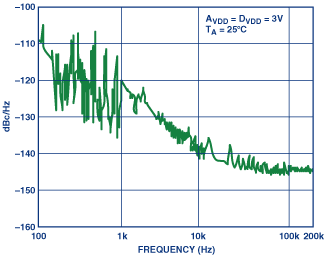 –100
–110
–120
–130
–140
–150
–160
dBc/Hz
AVDD = DVDD = 3V
TA = 25°C
100 1k 10k 100k 200k
FREQUENCY (Hz)